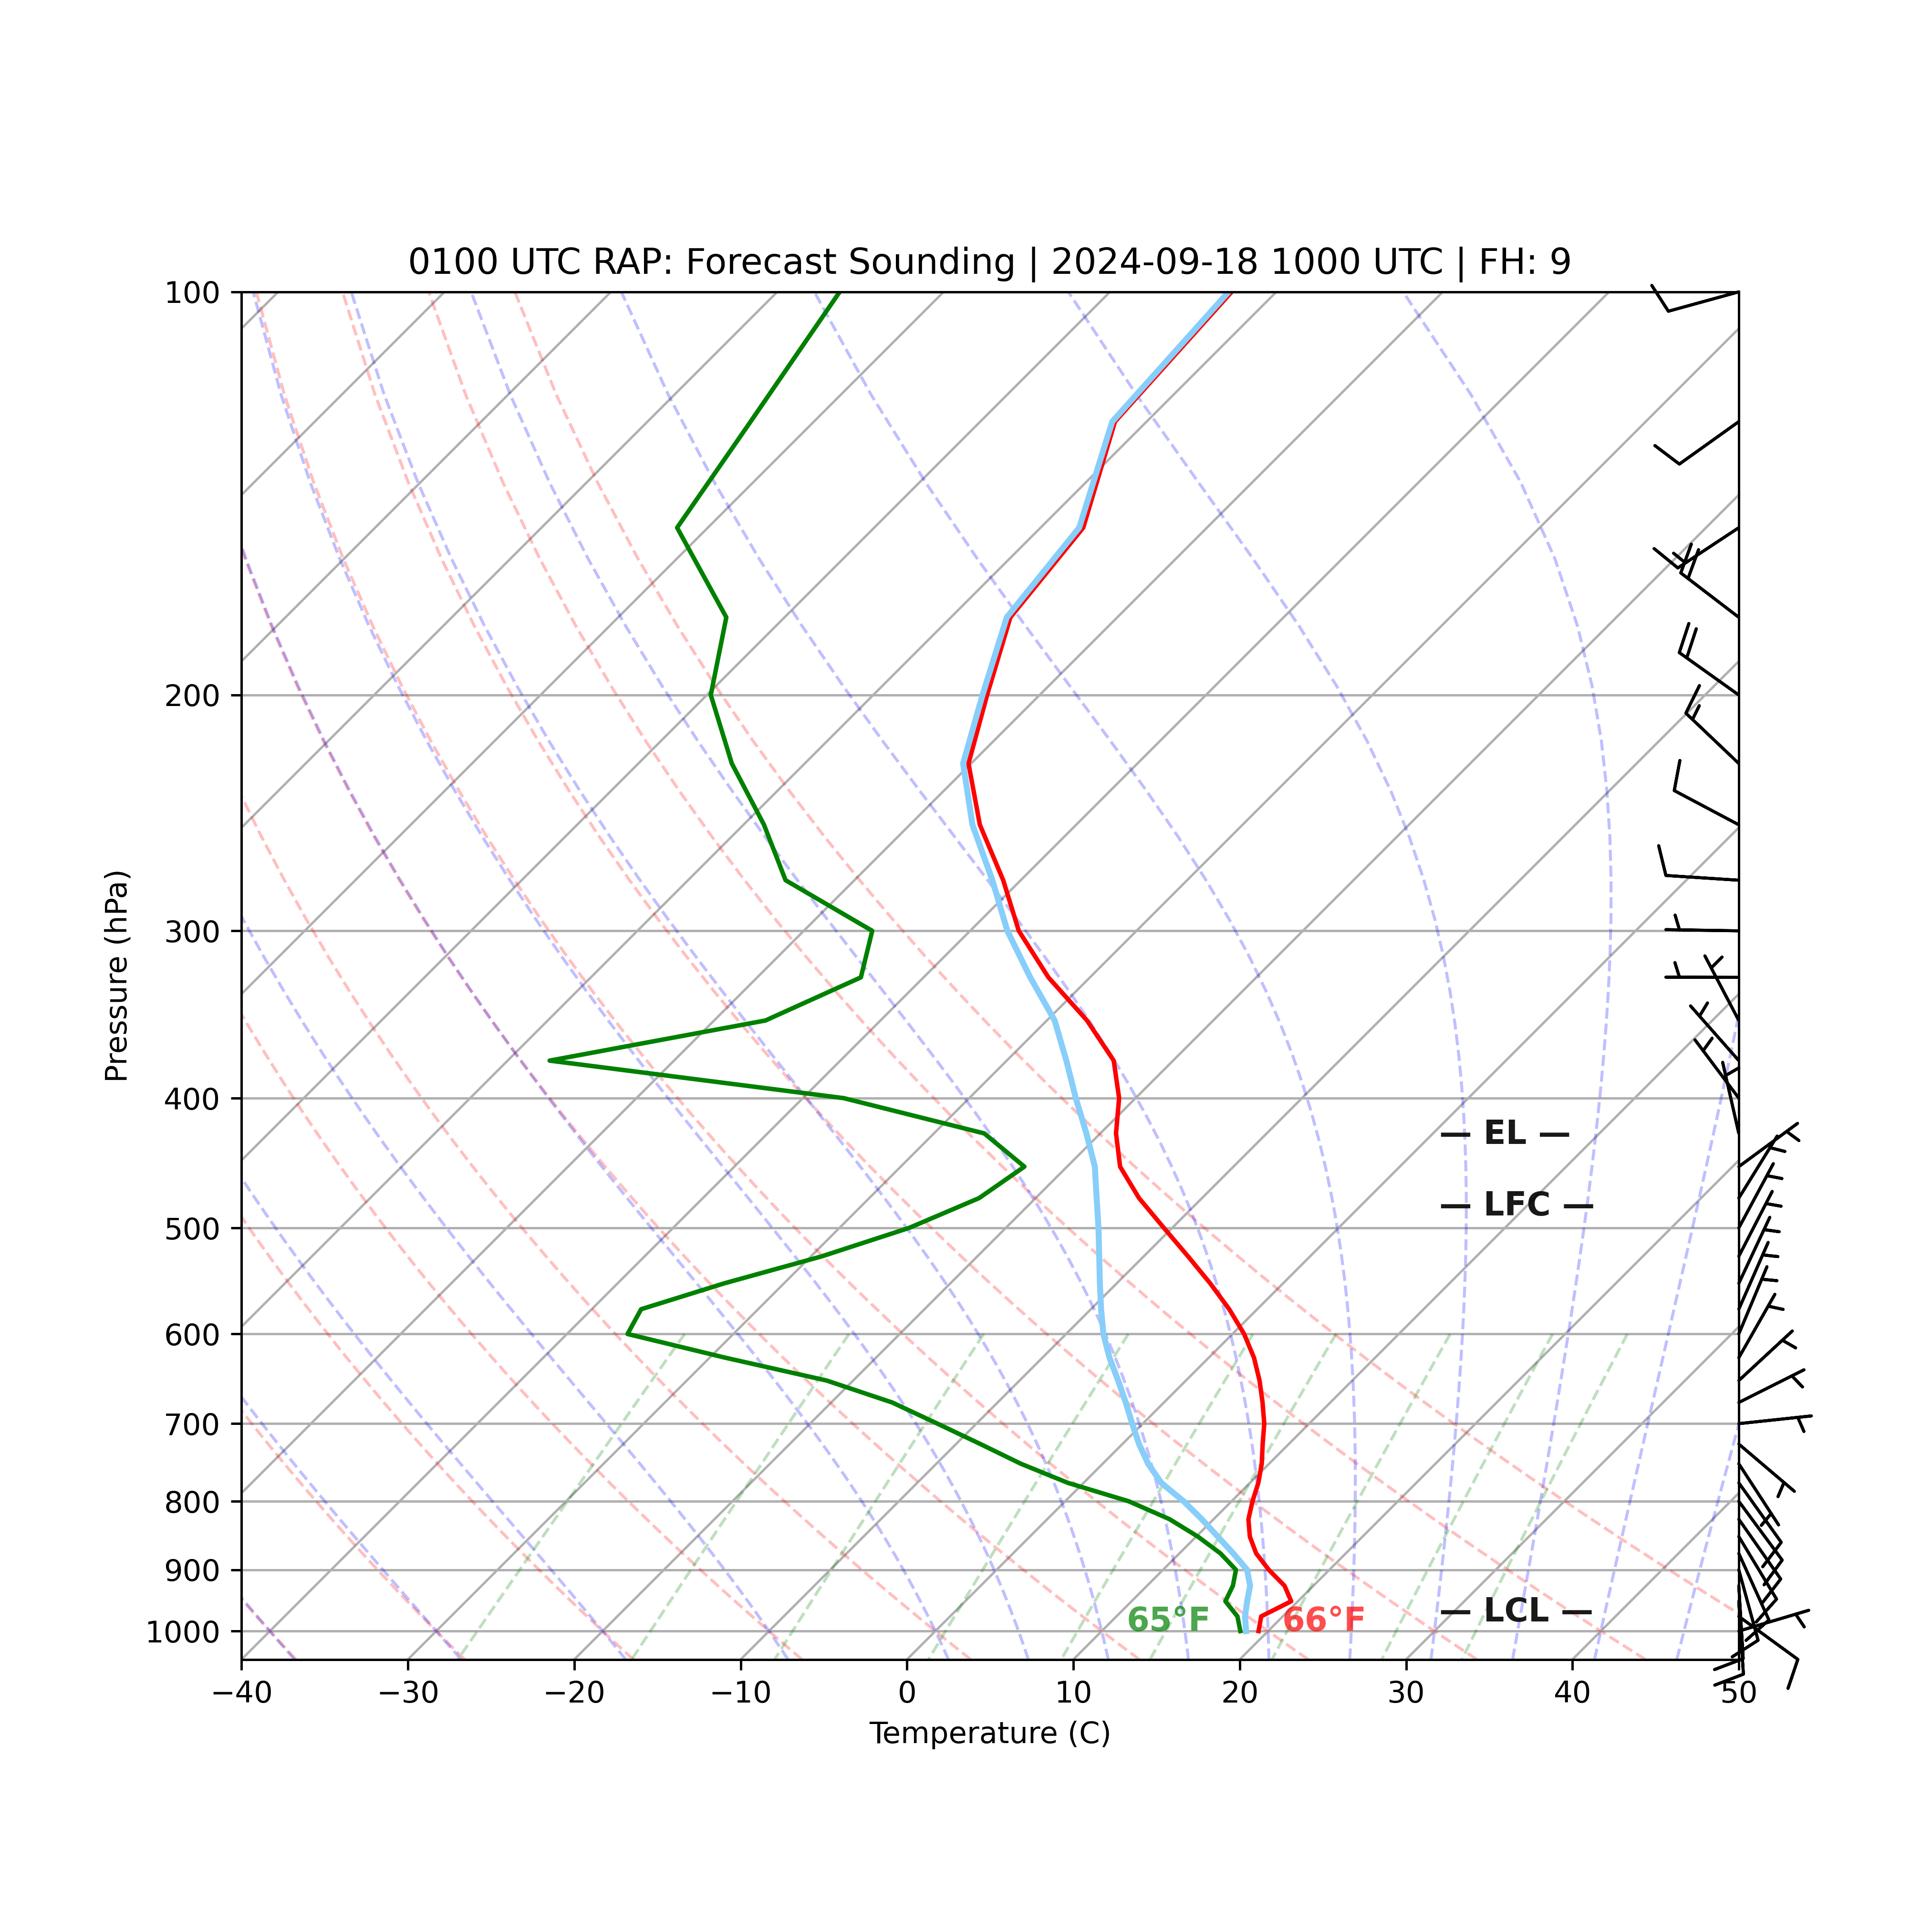 0100 UTC RAP: Forecast Sounding | 2024-09-18 1000 UTC | FH: 9
100
200
300
400
500
600
700
800
900
1000
Pressure (hPa)
— EL —
— LFC —
— LCL —
65°F
66°F
−40 −30 −20 −10 0 10 20 30 40 50
Temperature (C)